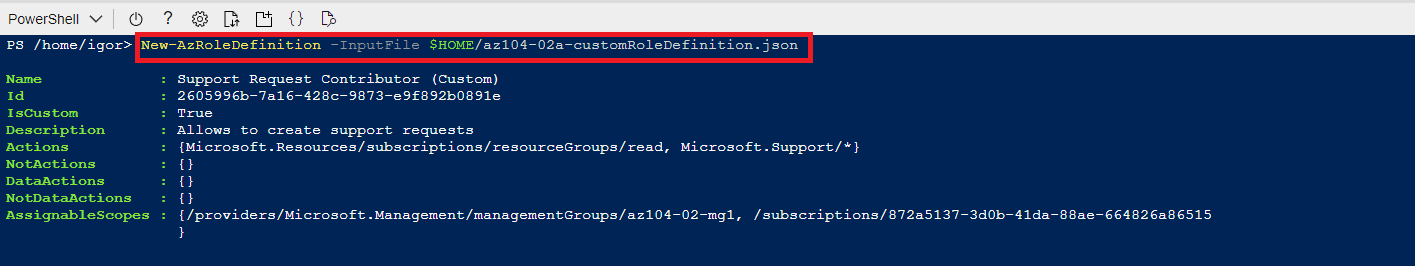 PowerShell
PS /home/igor> New-AzRoleDefinition -InputFile $HOME/az104-02a-customRoleDefinition.json
Name : Support Request Contributor (Custom)
Id : 2605996b-7a16-428c-9873-e9f892b0891e
IsCustom : True
Description : Allows to create support requests
Actions : {Microsoft.Resources/subscriptions/resourceGroups/read, Microsoft.Support/*}
NotActions : {}
DataActions : {}
NotDataActions : {}
AssignableScopes : {/providers/Microsoft.Management/managementGroups/az104-02-mg1, /subscriptions/872a5137-3d0b-41da-88ae-664826a86515
}